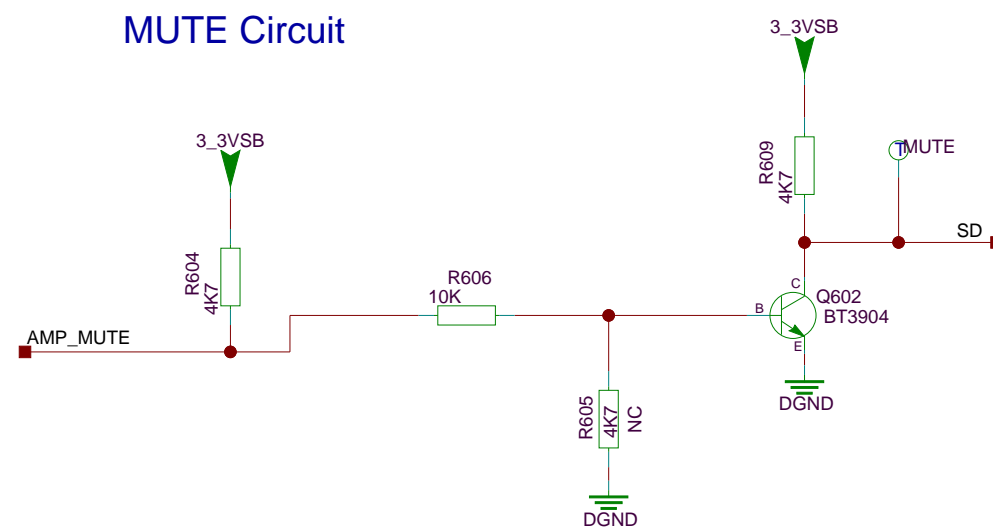 MUTE Circuit
3_3VSB
3_3VSB
R609
4K7
TMUTE
SD
R604
4K7
R606
10K
C
B
Q602
BT3904
E
AMP_MUTE
R605
4K7
NC
DGND
DGND